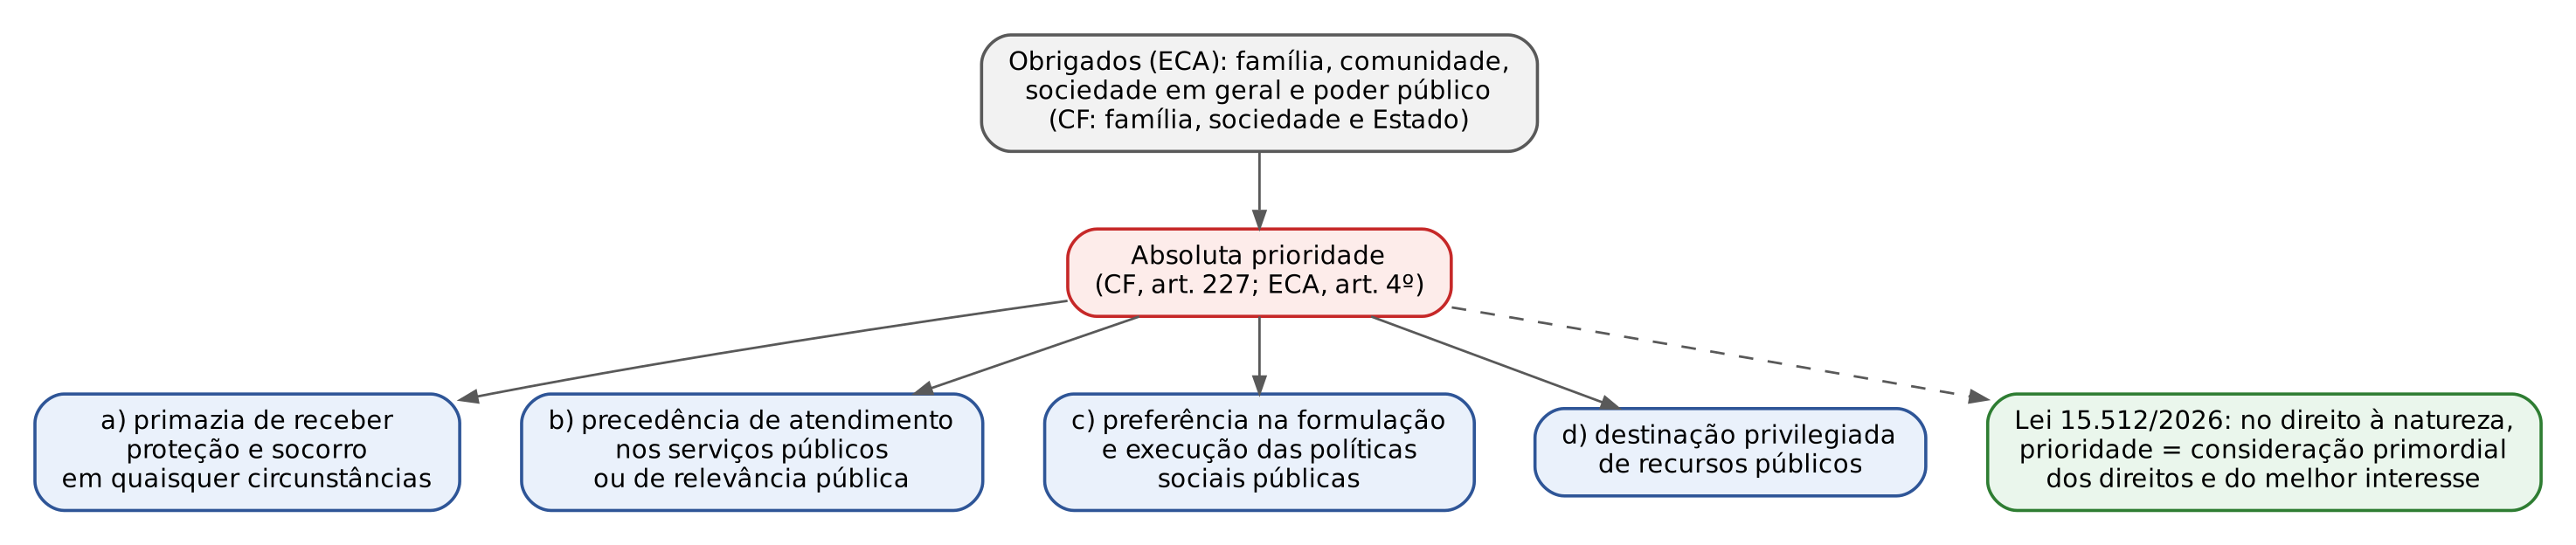 Obrigados (ECA): família, comunidade,
sociedade em geral e poder público
(CF: família, sociedade e Estado)
Absoluta prioridade
(CF, art. 227; ECA, art. 4º)
a) primazia de receber
proteção e socorro
em quaisquer circunstâncias
b) precedência de atendimento
nos serviços públicos
ou de relevância pública
c) preferência na formulação
e execução das políticas
sociais públicas
d) destinação privilegiada
de recursos públicos
Lei 15.512/2026: no direito à natureza,
prioridade = consideração primordial
dos direitos e do melhor interesse